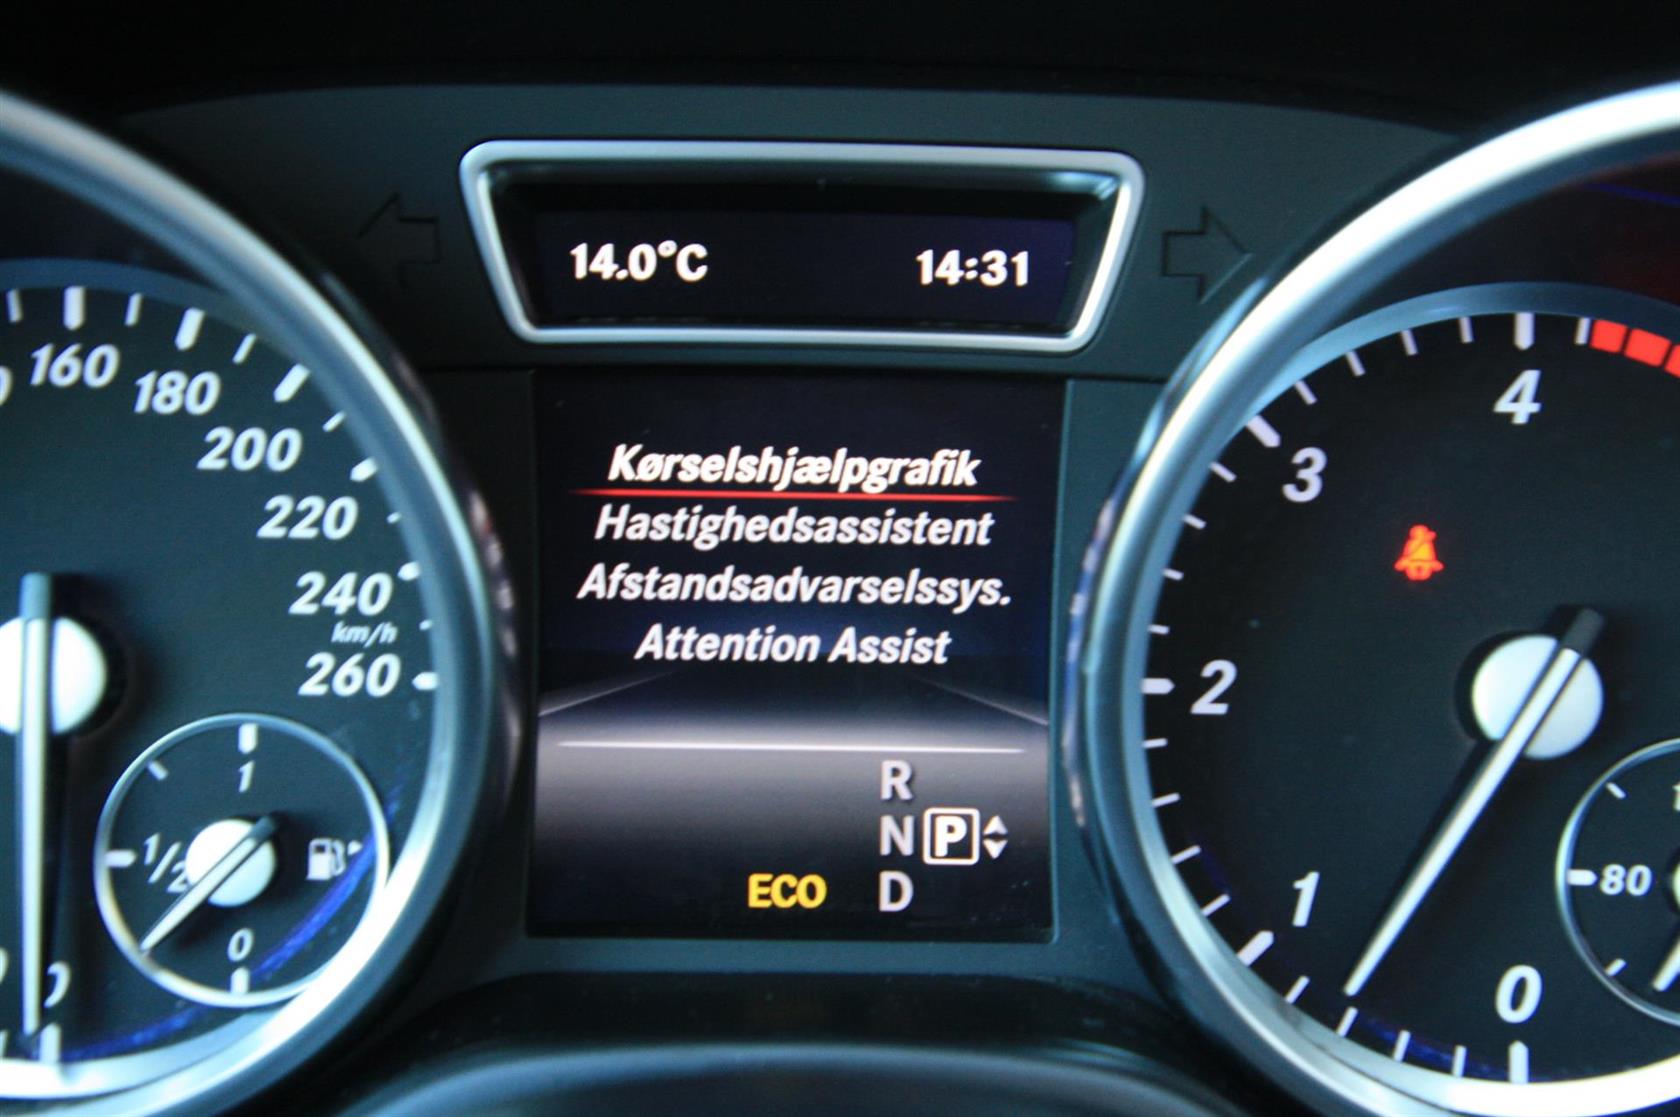 14.0°C 14:31
160
180
200
220
240
km/h
260
1
1/2
0
Kørselshjælpgrafik
Hastighedsassistent
Afstandsadvarselssys.
Attention Assist
R
N P
ECO D
4
3
2
1
0
80